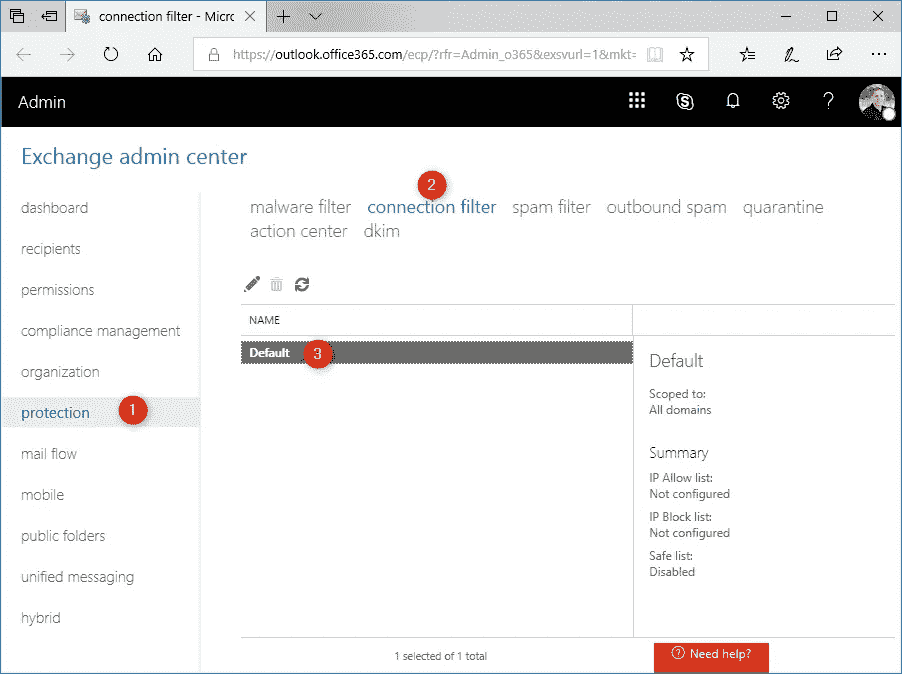 connection filter - Micro
https://outlook.office365.com/ecp/?rfr=Admin_o365&exsvurl=1&mkt=
Admin
Exchange admin center
dashboard
recipients
permissions
compliance management
organization
protection 1
mail flow
mobile
public folders
unified messaging
hybrid
2
malware filter connection filter spam filter outbound spam quarantine
action center dkim
NAME
Default 3
Default
Scoped to:
All domains
Summary
IP Allow list:
Not configured
IP Block list:
Not configured
Safe list:
Disabled
1 selected of 1 total
Need help?